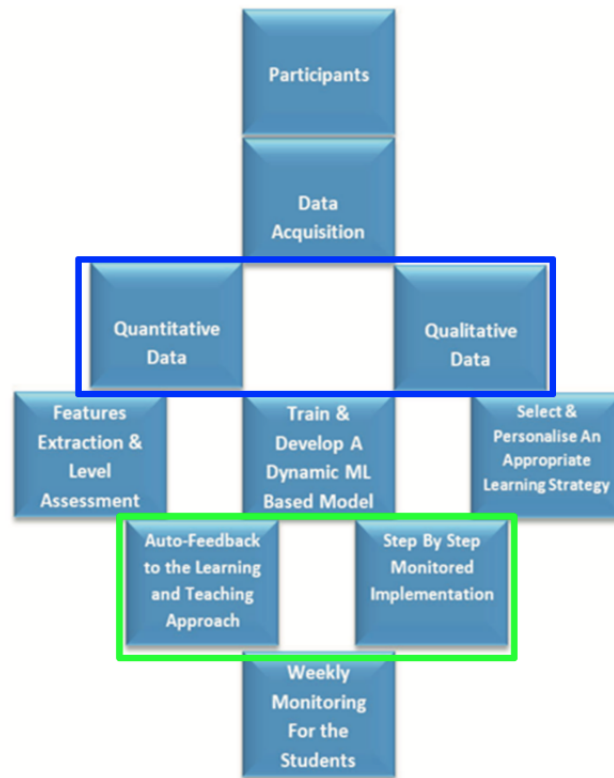 Participants
Data
Acquisition
Quantitative
Data
Qualitative
Data
Features
Extraction &
Level
Assessment
Train &
Develop A
Dynamic ML
Based Model
Select &
Personalise An
Appropriate
Learning Strategy
Auto-Feedback
to the Learning
and Teaching
Approach
Step By Step
Monitored
Implementation
Weekly
Monitoring
For the
Students